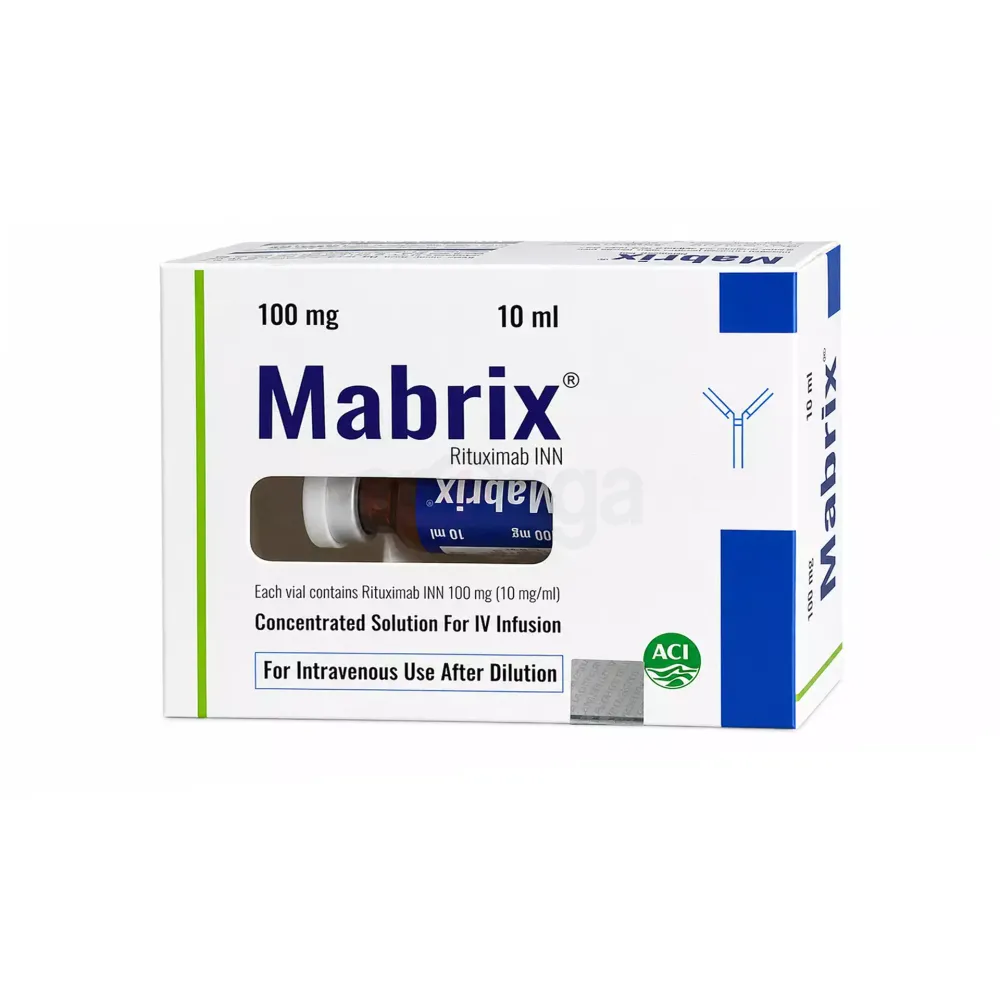 100 mg 10 ml
Mabrix®
Rituximab INN
Mabrix®
10 ml
00 mg
Each vial contains Rituximab INN 100 mg (10 mg/ml)
Concentrated Solution For IV Infusion
For Intravenous Use After Dilution
ACI
Mabrix®
100 mg 10 ml
Mabrix®